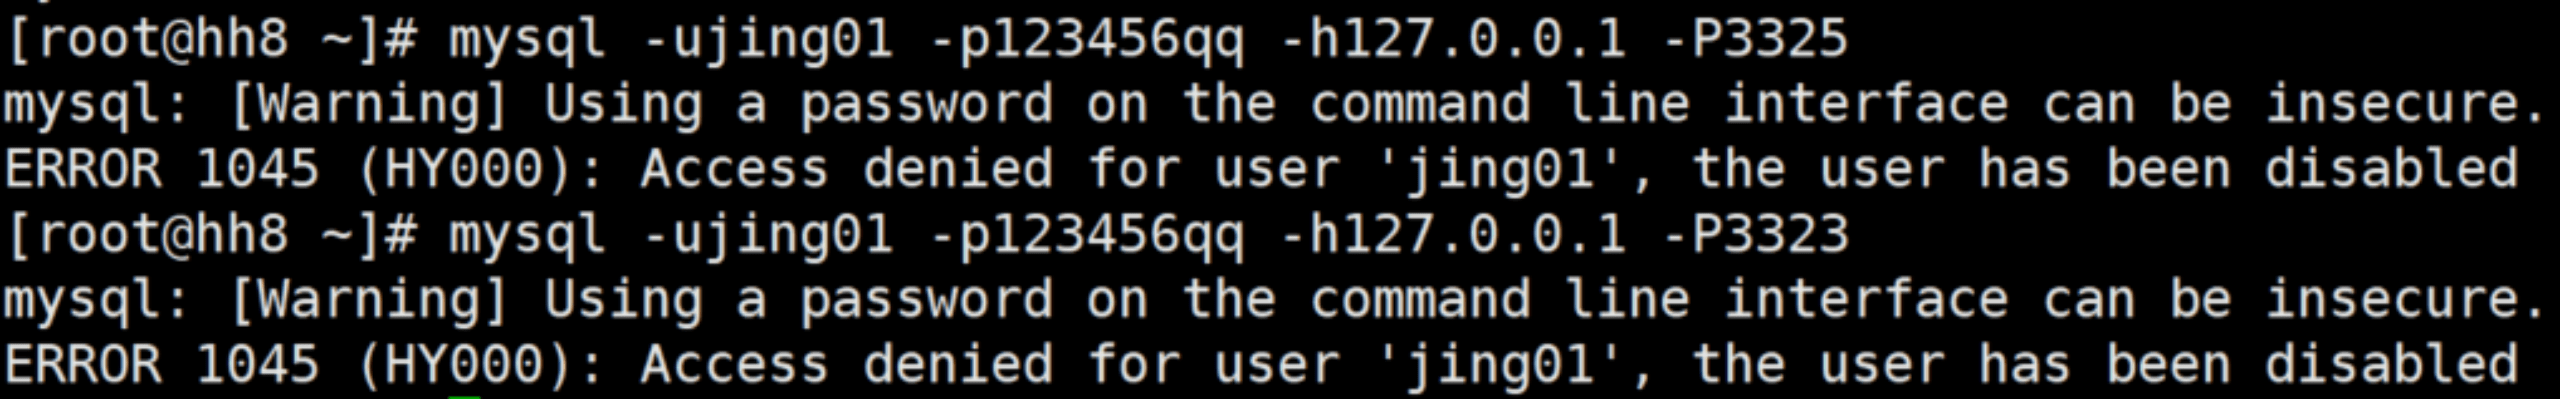 [root@hh8 ~]# mysql -ujing01 -p123456qq -h127.0.0.1 -P3325
mysql: [Warning] Using a password on the command line interface can be insecure.
ERROR 1045 (HY000): Access denied for user 'jing01', the user has been disabled
[root@hh8 ~]# mysql -ujing01 -p123456qq -h127.0.0.1 -P3323
mysql: [Warning] Using a password on the command line interface can be insecure.
ERROR 1045 (HY000): Access denied for user 'jing01', the user has been disabled